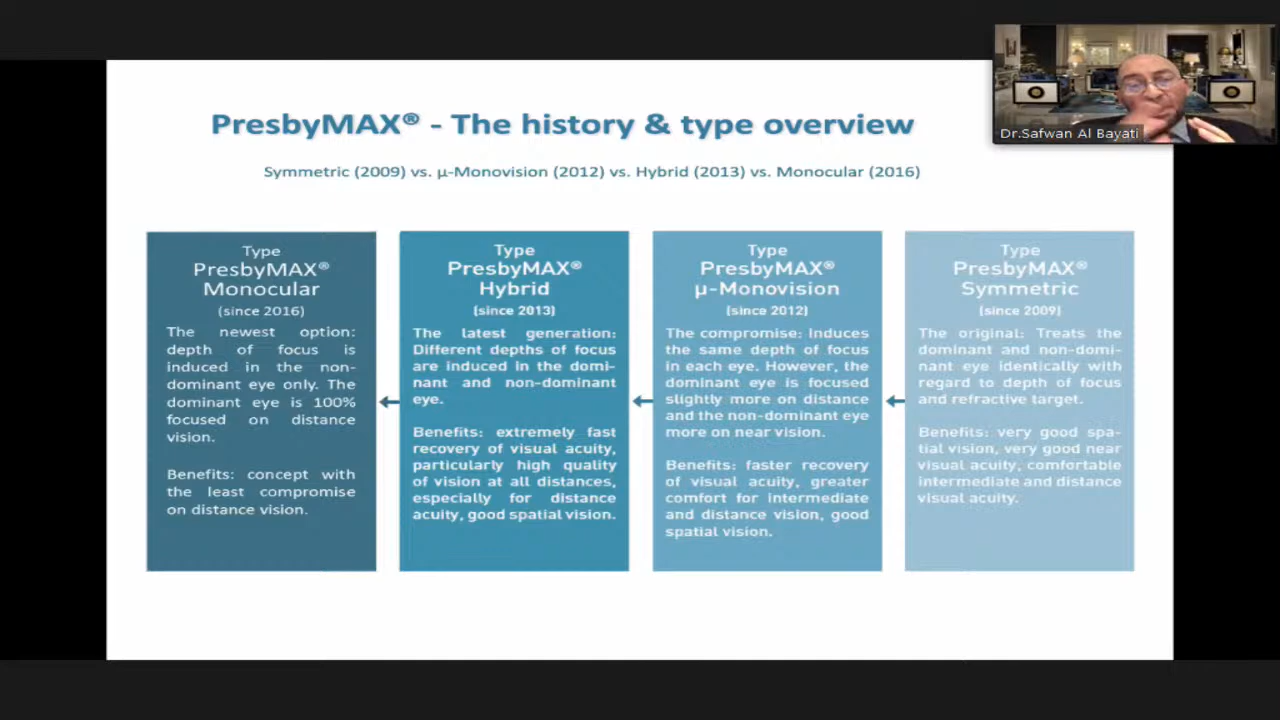 PresbyMAX® - The history & type overview
Symmetric (2009) vs. µ-Monovision (2012) vs. Hybrid (2013) vs. Monocular (2016)
Dr.Safwan Al Bayati
Type
PresbyMAX®
Monocular
(since 2016)
The newest option:
depth of focus is
induced in the non-
dominant eye only. The
dominant eye is 100%
focused on distance
vision.
Benefits: concept with
the least compromise
on distance vision.
Type
PresbyMAX®
Hybrid
(since 2013)
The latest generation:
Different depths of focus
are induced in the domi-
nant and non-dominant
eye.
Benefits: extremely fast
recovery of visual acuity,
particularly high quality
of vision at all distances,
especially for distance
acuity, good spatial vision.
Type
PresbyMAX®
µ-Monovision
(since 2012)
The compromise: Induces
the same depth of focus
in each eye. However, the
dominant eye is focused
slightly more on distance
and the non-dominant eye
more on near vision.
Benefits: faster recovery
of visual acuity, greater
comfort for intermediate
and distance vision, good
spatial vision.
Type
PresbyMAX®
Symmetric
(since 2009)
The original: Treats the
dominant and non-domi-
nant eye identically with
regard to depth of focus
and refractive target.
Benefits: very good spa-
tial vision, very good near
visual acuity, comfortable
intermediate and distance
visual acuity.